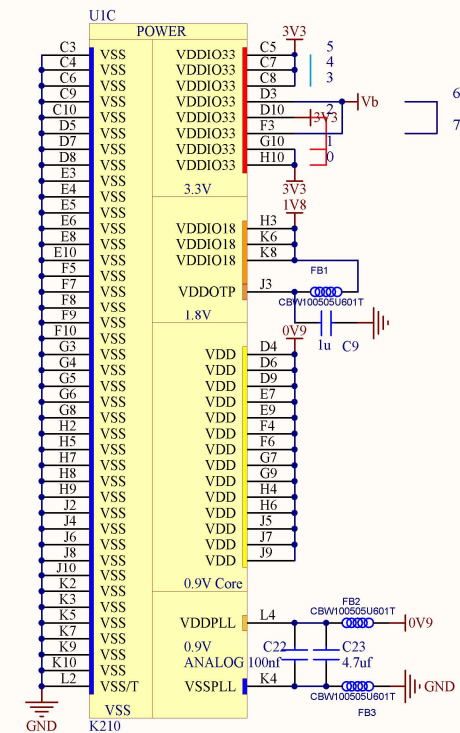 U1C
POWER
3V3
C3 VSS VDDIO33 C5 5
C4 VSS VDDIO33 C7 4
C6 VSS VDDIO33 C8 3
C9 VSS VDDIO33 D3 Vb 6
C10 VSS VDDIO33 D10 2 3V3
D5 VSS VDDIO33 F3 7
D7 VSS VDDIO33 G10 1
D8 VSS VDDIO33 H10 0
E3 VSS 3.3V 3V3
E4 VSS
E5 VSS 1V8
E6 VSS VDDIO18 H3
E8 VSS VDDIO18 K6
E10 VSS VDDIO18 K8
F5 VSS FB1
F7 VSS VDDOTP J3
CBW100505U601T
F8 VSS 1.8V
F9 VSS
F10 VSS 0V9 1u C9
G3 VSS VDD D4
G4 VSS VDD D6
G5 VSS VDD D9
G6 VSS VDD E7
G8 VSS VDD E9
H2 VSS VDD F4
H5 VSS VDD F6
H7 VSS VDD G7
H8 VSS VDD G9
H9 VSS VDD H4
J2 VSS VDD H6
J4 VSS VDD J5
J6 VSS VDD J7
J8 VSS VDD J9
J10 VSS 0.9V Core
K2 VSS
K3 VSS FB2
CBW100505U601T
K5 VSS VDDPLL L4 0V9
K7 VSS
K9 VSS 0.9V C22 C23
K10 VSS ANALOG 100nf 4.7uf
L2 VSS/T VSSPLL K4 GND
CBW100505U601T
VSS FB3
GND K210